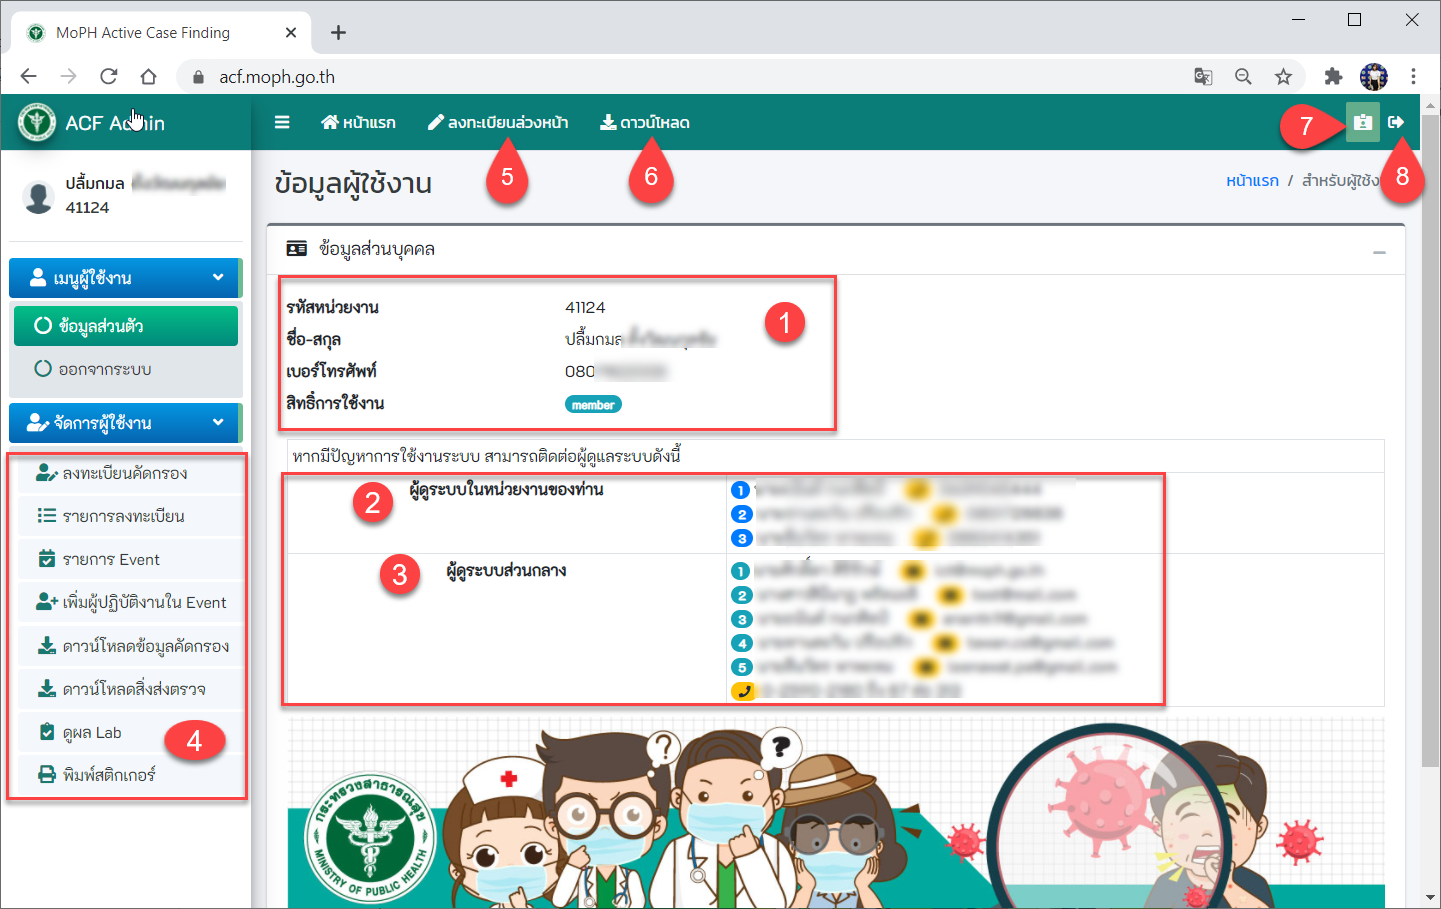 MoPH Active Case Finding
acf.moph.go.th
ACF Admin
หน้าแรก
ลงทะเบียนล่วงหน้า
ดาวน์โหลด
7
5
6
8
ปลื้มกมล
41124
ข้อมูลผู้ใช้งาน
หน้าแรก / สำหรับผู้ใช้ง
เมนูผู้ใช้งาน
ข้อมูลส่วนตัว
ออกจากระบบ
จัดการผู้ใช้งาน
ลงทะเบียนคัดกรอง
รายการลงทะเบียน
รายการ Event
เพิ่มผู้ปฏิบัติงานใน Event
ดาวน์โหลดข้อมูลคัดกรอง
ดาวน์โหลดสิ่งส่งตรวจ
ดูผล Lab
พิมพ์สติกเกอร์
4
ข้อมูลส่วนบุคคล
รหัสหน่วยงาน 41124
ชื่อ-สกุล ปลื้มกมล
เบอร์โทรศัพท์ 080
สิทธิ์การใช้งาน member
1
หากมีปัญหาการใช้งานระบบ สามารถติดต่อผู้ดูแลระบบดังนี้
2
ผู้ดูระบบในหน่วยงานของท่าน
1
2
3
3
ผู้ดูระบบส่วนกลาง
1
2
3
4
5
? ?
กระทรวงสาธารณสุข
MINISTRY OF PUBLIC HEALTH